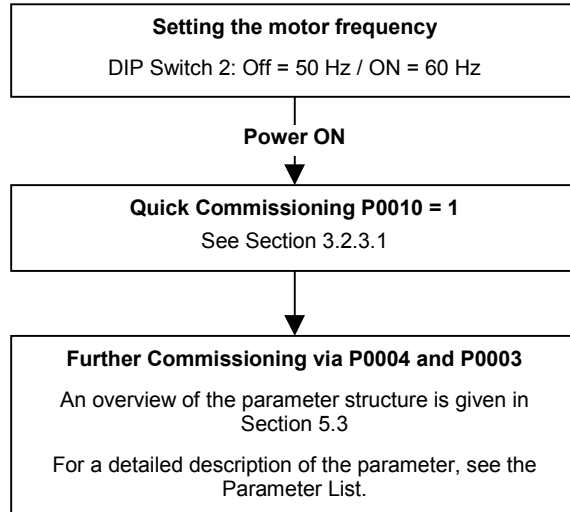 Setting the motor frequency
DIP Switch 2: Off = 50 Hz / ON = 60 Hz
Power ON
Quick Commissioning P0010 = 1
See Section 3.2.3.1
Further Commissioning via P0004 and P0003
An overview of the parameter structure is given in
Section 5.3
For a detailed description of the parameter, see the
Parameter List.